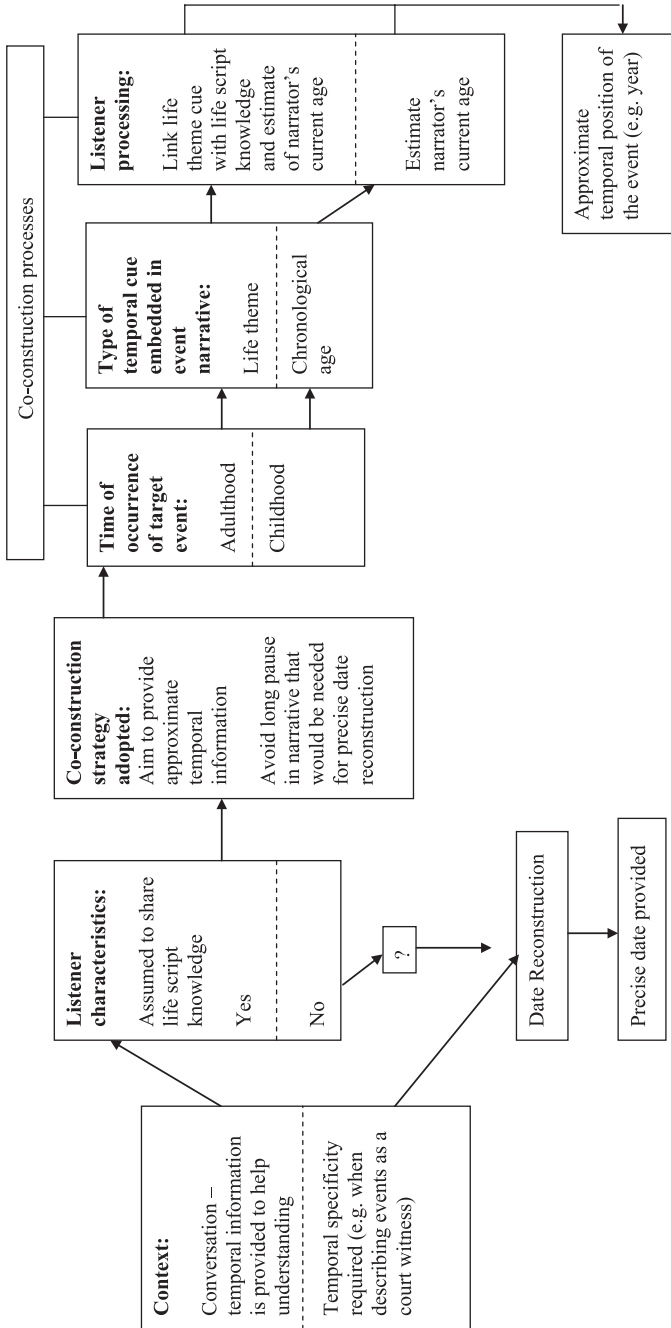 Co-construction processes
Context:
Conversation –
temporal information
is provided to help
understanding
Temporal specificity
required (e.g. when
describing events as a
court witness)
Listener
characteristics:
Assumed to share
life script
knowledge
Yes
No
?
Date Reconstruction
Precise date provided
Co-construction
strategy
adopted:
Aim to provide
approximate
temporal
information
Avoid long pause
in narrative that
would be needed
for precise date
reconstruction
Time of
occurrence
of target
event:
Adulthood
Childhood
Type of
temporal cue
embedded in
event
narrative:
Life theme
Chronological
age
Listener
processing:
Link life
theme cue
with life script
knowledge
and estimate
of narrator's
current age
Estimate
narrator's
current age
Approximate
temporal position of
the event (e.g. year)